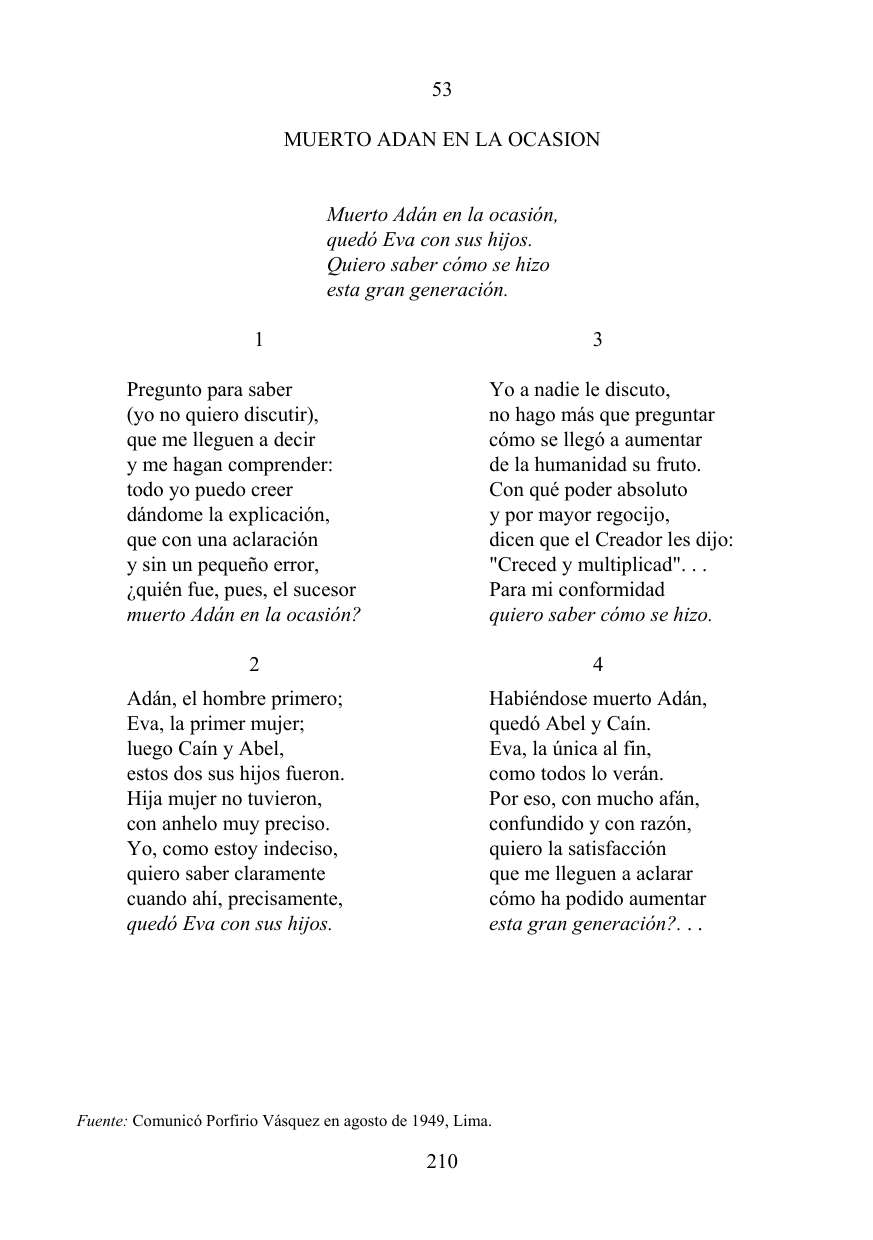 53
MUERTO ADAN EN LA OCASION
Muerto Adán en la ocasión,
quedó Eva con sus hijos.
Quiero saber cómo se hizo
esta gran generación.
1
Pregunto para saber
(yo no quiero discutir),
que me lleguen a decir
y me hagan comprender:
todo yo puedo creer
dándome la explicación,
que con una aclaración
y sin un pequeño error,
¿quién fue, pues, el sucesor
muerto Adán en la ocasión?
2
Adán, el hombre primero;
Eva, la primer mujer;
luego Caín y Abel,
estos dos sus hijos fueron.
Hija mujer no tuvieron,
con anhelo muy preciso.
Yo, como estoy indeciso,
quiero saber claramente
cuando ahí, precisamente,
quedó Eva con sus hijos.
3
Yo a nadie le discuto,
no hago más que preguntar
cómo se llegó a aumentar
de la humanidad su fruto.
Con qué poder absoluto
y por mayor regocijo,
dicen que el Creador les dijo:
"Creced y multiplicad". . .
Para mi conformidad
quiero saber cómo se hizo.
4
Habiéndose muerto Adán,
quedó Abel y Caín.
Eva, la única al fin,
como todos lo verán.
Por eso, con mucho afán,
confundido y con razón,
quiero la satisfacción
que me lleguen a aclarar
cómo ha podido aumentar
esta gran generación?. . .
Fuente: Comunicó Porfirio Vásquez en agosto de 1949, Lima.
210